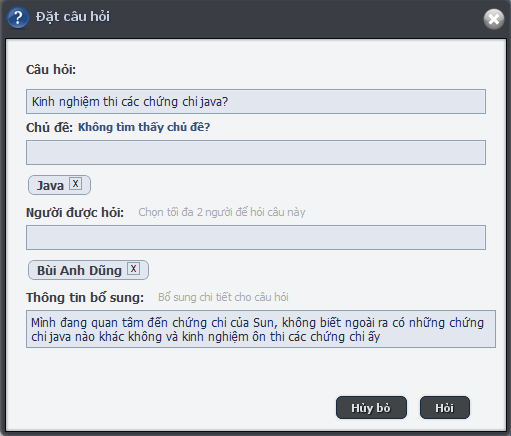 Đặt câu hỏi
Câu hỏi:
Kinh nghiệm thi các chứng chỉ java?
Chủ đề: Không tìm thấy chủ đề?
Java X
Người được hỏi: Chọn tối đa 2 người để hỏi câu này
Bùi Anh Dũng X
Thông tin bổ sung: Bổ sung chi tiết cho câu hỏi
Mình đang quan tâm đến chứng chỉ của Sun, không biết ngoài ra có những chứng
chỉ java nào khác không và kinh nghiệm ôn thi các chứng chỉ ấy
Hủy bỏ Hỏi